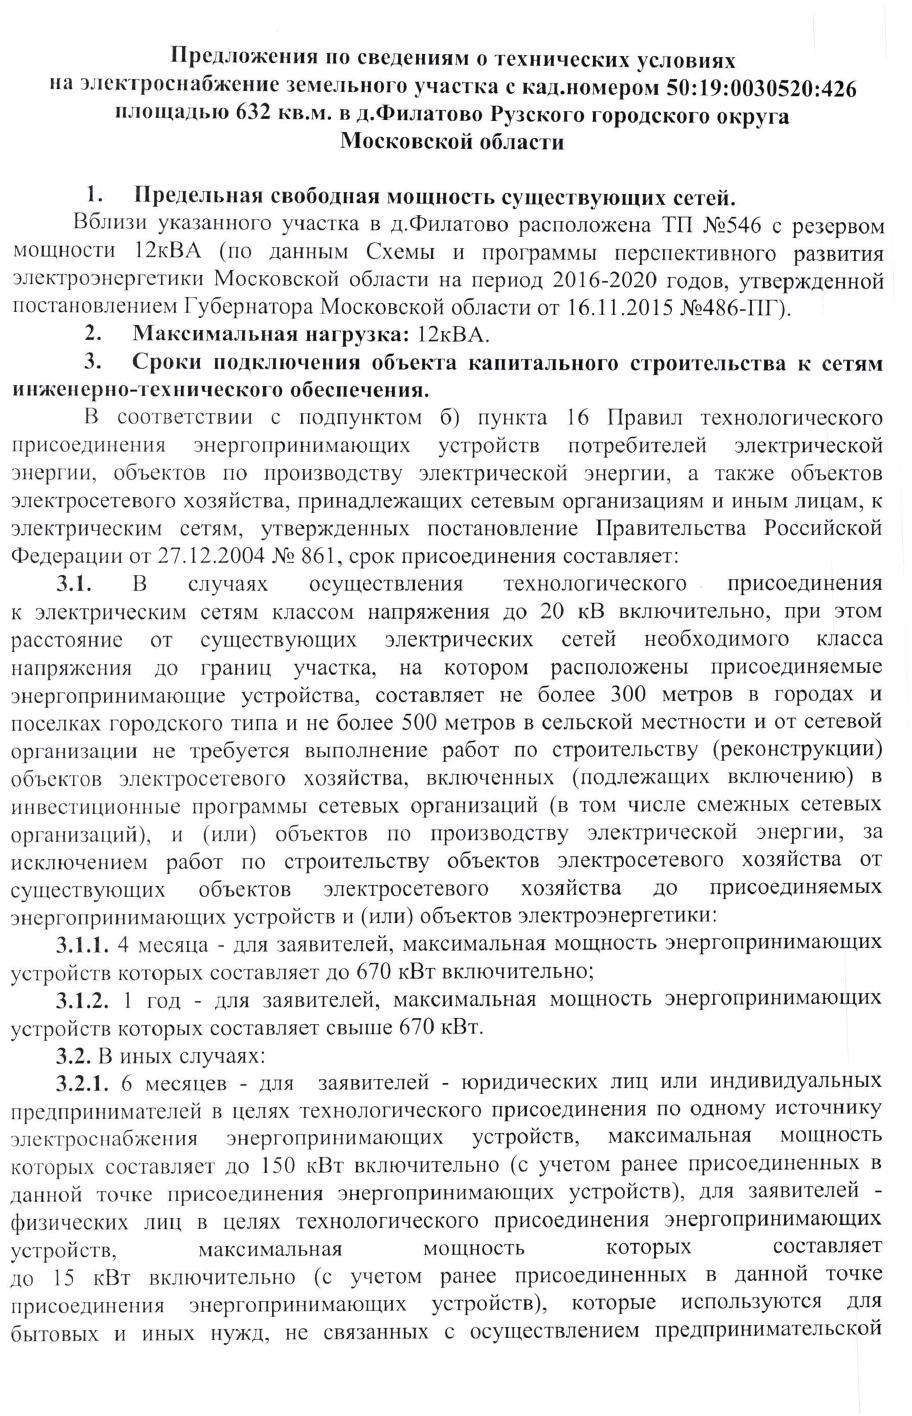 Предложения по сведениям о технических условиях
на электроснабжение земельного участка с кад.номером 50:19:0030520:426
площадью 632 кв.м. в д.Филатово Рузского городского округа
Московской области
1. Предельная свободная мощность существующих сетей.
Вблизи указанного участка в д.Филатово расположена ТП №546 с резервом
мощности 12кВА (по данным Схемы и программы перспективного развития
электроэнергетики Московской области на период 2016-2020 годов, утвержденной
постановлением Губернатора Московской области от 16.11.2015 №486-ПГ).
2. Максимальная нагрузка: 12кВА.
3. Сроки подключения объекта капитального строительства к сетям
инженерно-технического обеспечения.
В соответствии с подпунктом б) пункта 16 Правил технологического
присоединения энергопринимающих устройств потребителей электрической
энергии, объектов по производству электрической энергии, а также объектов
электросетевого хозяйства, принадлежащих сетевым организациям и иным лицам, к
электрическим сетям, утвержденных постановление Правительства Российской
Федерации от 27.12.2004 № 861, срок присоединения составляет:
3.1. В случаях осуществления технологического присоединения
к электрическим сетям классом напряжения до 20 кВ включительно, при этом
расстояние от существующих электрических сетей необходимого класса
напряжения до границ участка, на котором расположены присоединяемые
энергопринимающие устройства, составляет не более 300 метров в городах и
поселках городского типа и не более 500 метров в сельской местности и от сетевой
организации не требуется выполнение работ по строительству (реконструкции)
объектов электросетевого хозяйства, включенных (подлежащих включению) в
инвестиционные программы сетевых организаций (в том числе смежных сетевых
организаций), и (или) объектов по производству электрической энергии, за
исключением работ по строительству объектов электросетевого хозяйства от
существующих объектов электросетевого хозяйства до присоединяемых
энергопринимающих устройств и (или) объектов электроэнергетики:
3.1.1. 4 месяца - для заявителей, максимальная мощность энергопринимающих
устройств которых составляет до 670 кВт включительно;
3.1.2. 1 год - для заявителей, максимальная мощность энергопринимающих
устройств которых составляет свыше 670 кВт.
3.2. В иных случаях:
3.2.1. 6 месяцев - для заявителей - юридических лиц или индивидуальных
предпринимателей в целях технологического присоединения по одному источнику
электроснабжения энергопринимающих устройств, максимальная мощность
которых составляет до 150 кВт включительно (с учетом ранее присоединенных в
данной точке присоединения энергопринимающих устройств), для заявителей -
физических лиц в целях технологического присоединения энергопринимающих
устройств, максимальная мощность которых составляет
до 15 кВт включительно (с учетом ранее присоединенных в данной точке
присоединения энергопринимающих устройств), которые используются для
бытовых и иных нужд, не связанных с осуществлением предпринимательской